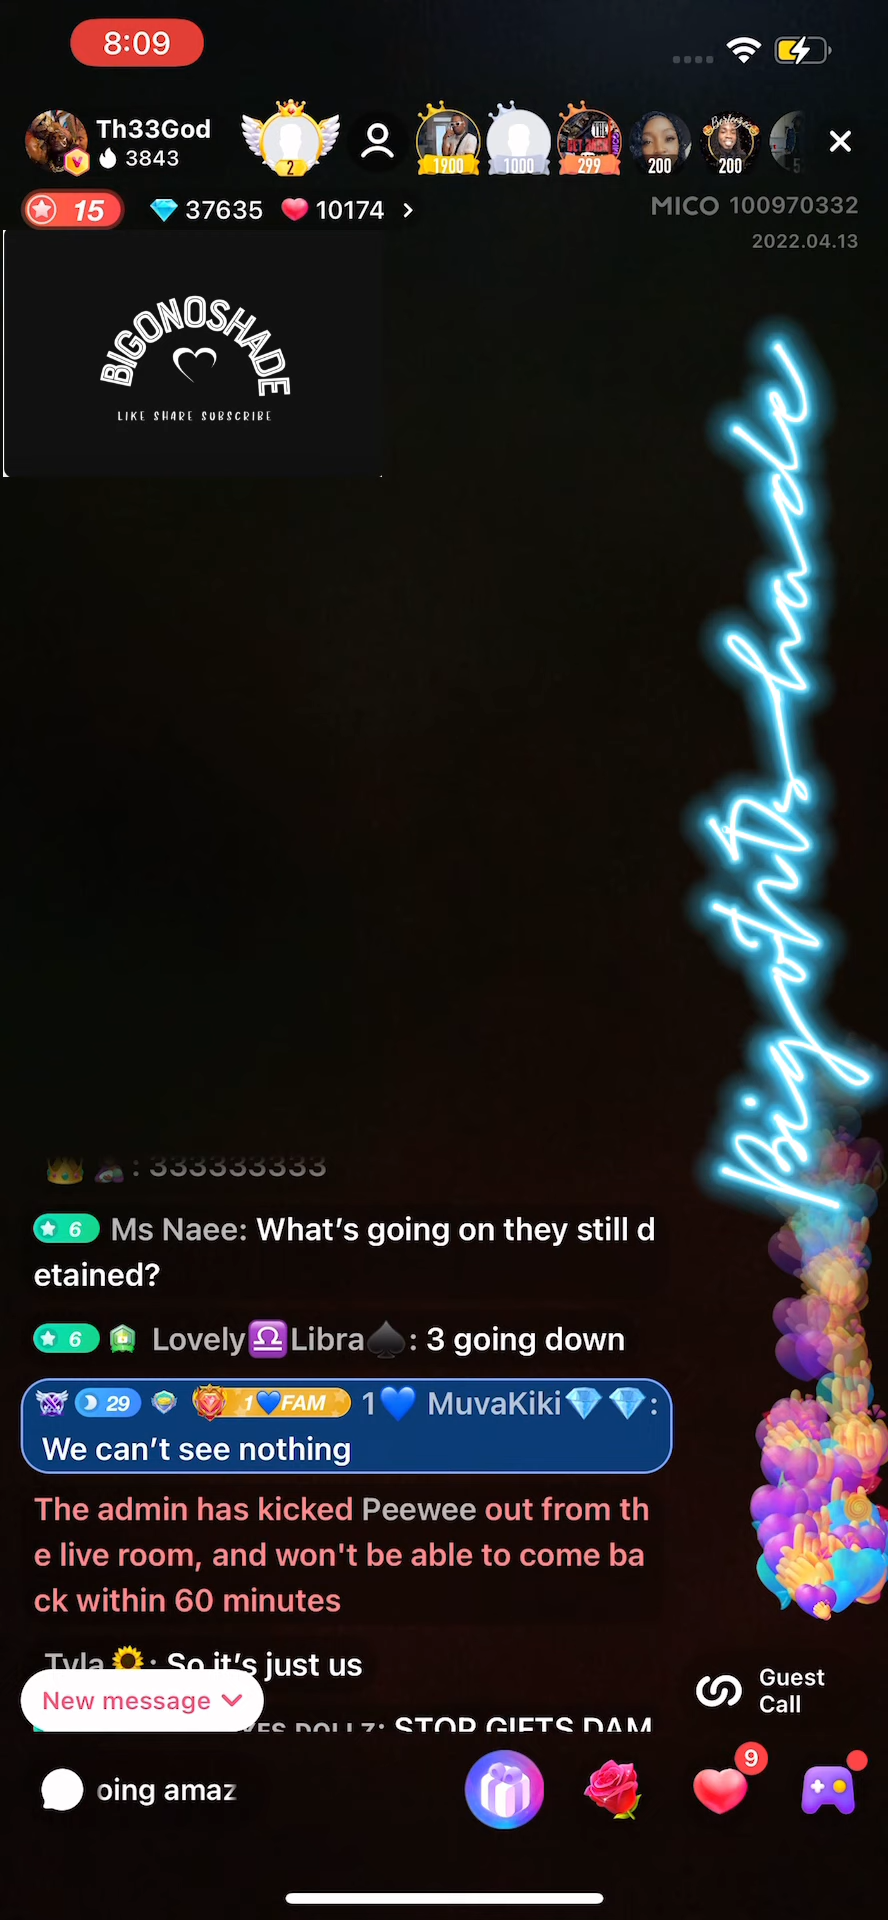 8:09
Th33God
3843
2
1900
1000
THE
299
200
200
15
37635
10174
MICO 100970332
2022.04.13
BIGONOSHADE
LIKE SHARE SUBSCRIBE
: 333333333
6 Ms Naee: What's going on they still d
etained?
6 Lovely♎Libra♠: 3 going down
29 1💙FAM 1💙 MuvaKiki💎💎:
We can't see nothing
The admin has kicked Peewee out from th
e live room, and won't be able to come ba
ck within 60 minutes
Tyla🌻: So it's just us
New message
YES DOLLZ: STOP GIFTS DAM
Guest
Call
oing amaz
9